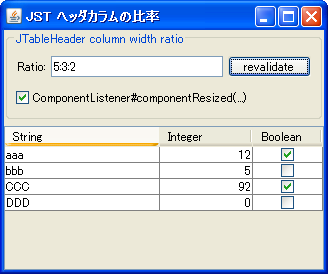 JST ヘッダカラムの比率
JTableHeader column width ratio
Ratio: 5:3:2 revalidate
ComponentListener#componentResized(...)
String Integer Boolean
aaa 12
bbb 5
CCC 92
DDD 0